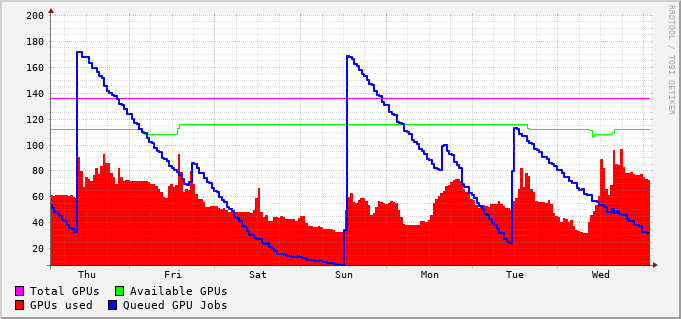 200
180
160
140
120
100
80
60
40
20
Thu Fri Sat Sun Mon Tue Wed
Total GPUs Available GPUs
GPUs used Queued GPU Jobs
RRDTOOL / TOBI OETIKER